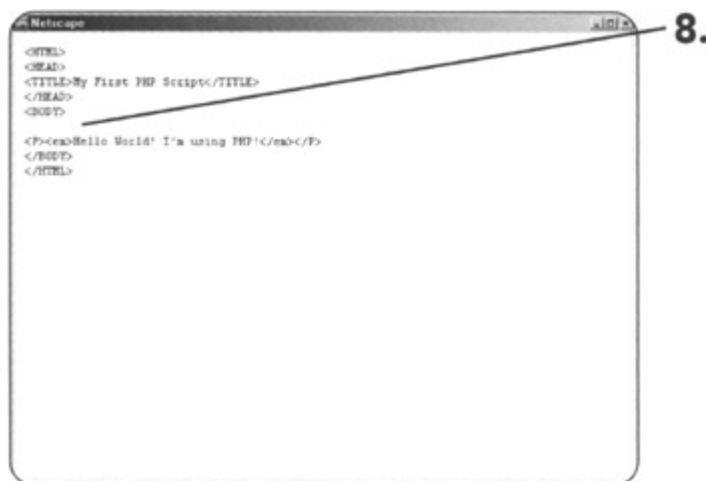 Netscape
8.
<HTML>
<HEAD>
<TITLE>My First PHP Script</TITLE>
</HEAD>
<BODY>
<P><em>Hello World! I'm using PHP!</em></P>
</BODY>
</HTML>